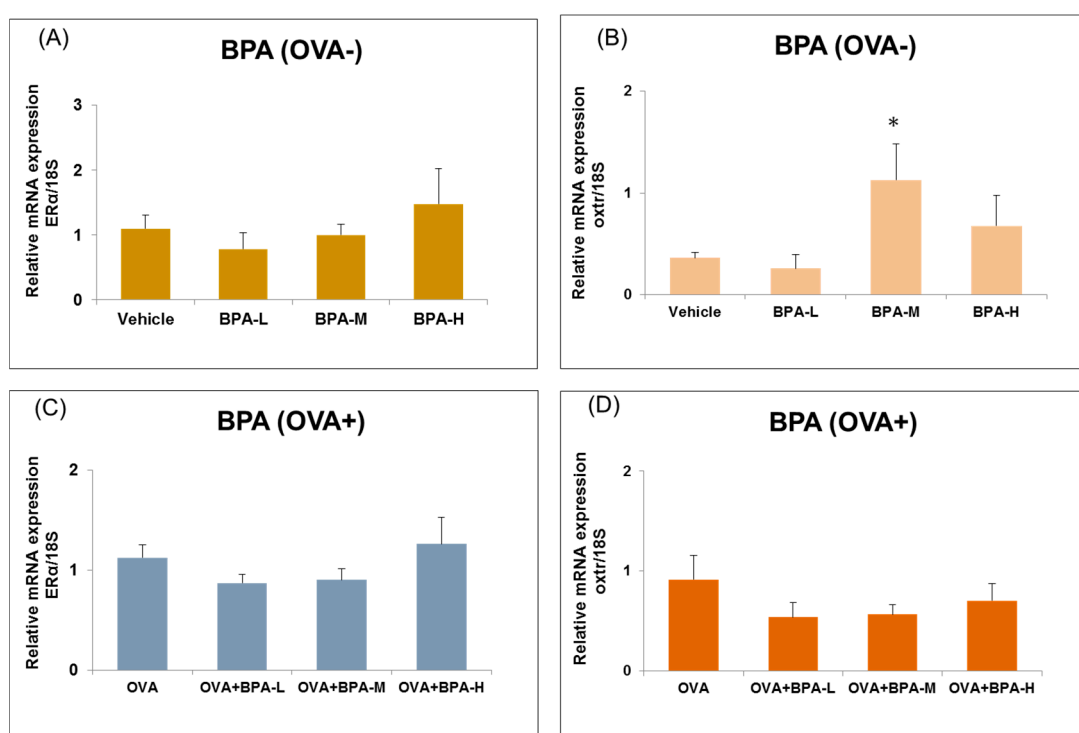 (A)
BPA (OVA-)
Relative mRNA expression
ERα/18S
3
2
1
0
Vehicle BPA-L BPA-M BPA-H
(B)
BPA (OVA-)
Relative mRNA expression
oxtr/18S
2
1
0
*
Vehicle BPA-L BPA-M BPA-H
(C)
BPA (OVA+)
Relative mRNA expression
ERα/18S
2
1
0
OVA OVA+BPA-L OVA+BPA-M OVA+BPA-H
(D)
BPA (OVA+)
Relative mRNA expression
oxtr/18S
2
1
0
OVA OVA+BPA-L OVA+BPA-M OVA+BPA-H